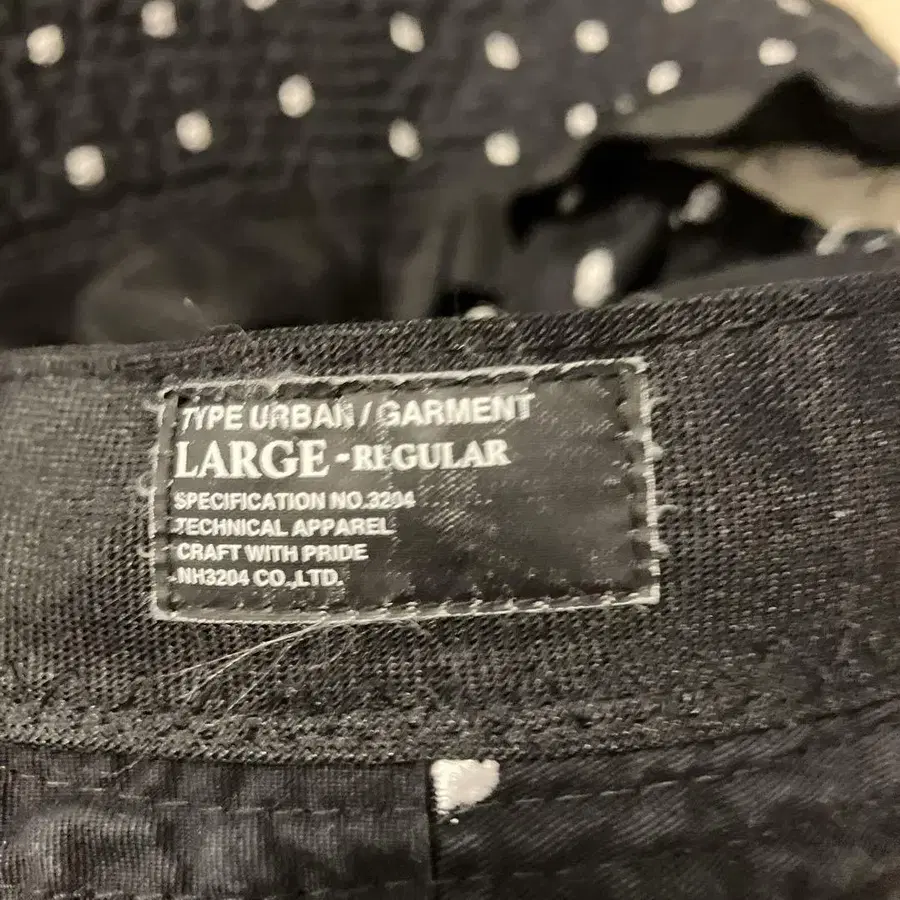 TYPE URBAN / GARMENT
LARGE - REGULAR
SPECIFICATION NO.3204
TECHNICAL APPAREL
CRAFT WITH PRIDE
NH3204 CO.,LTD.